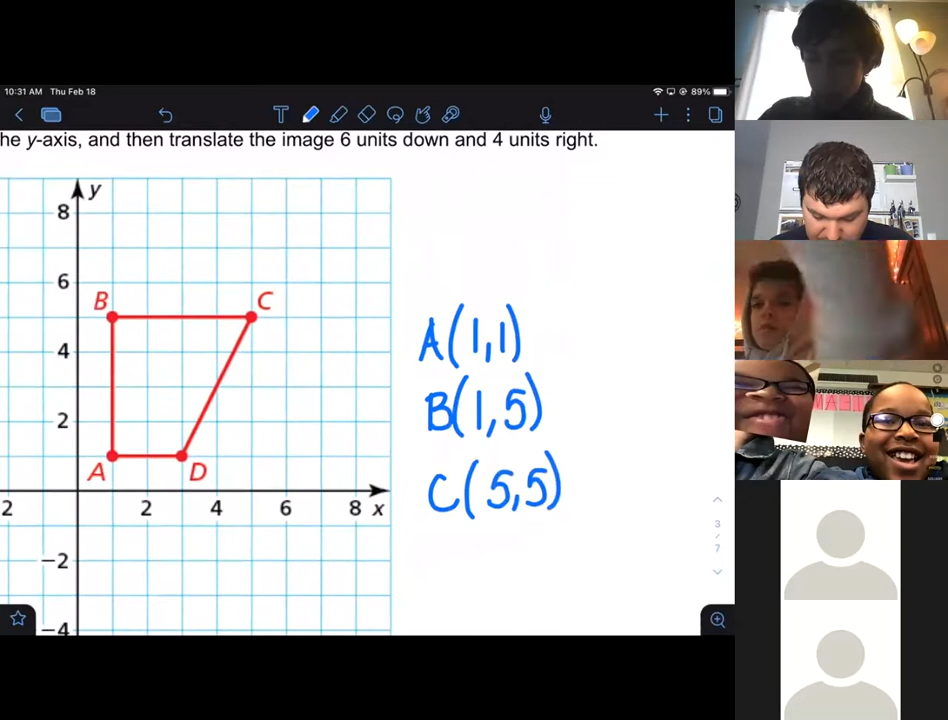 10:31 AM Thu Feb 18
89%
he y-axis, and then translate the image 6 units down and 4 units right.
y
8
6
B
C
4
2
A
D
2
2
4
6
8
x
−2
−4
A(1,1)
B(1,5)
C(5,5)
3
7